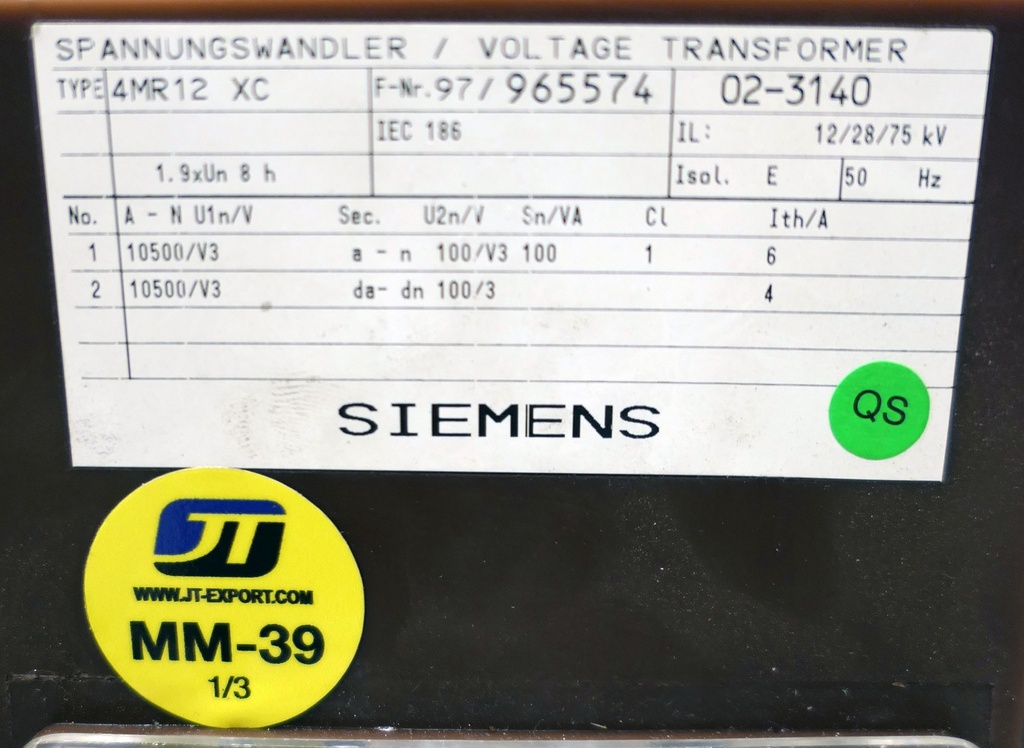 SPANNUNGSWANDLER / VOLTAGE TRANSFORMER
TYPE 4MR12 XC F-Nr. 97/ 965574 02-3140
IEC 186 IL: 12/28/75 kV
1.9xUn 8 h Isol. E 50 Hz
No. A - N U1n/V Sec. U2n/V Sn/VA Cl Ith/A
1 10500/V3 a - n 100/V3 100 1 6
2 10500/V3 da- dn 100/3 4
SIEMENS
QS
JT
WWW.JT-EXPORT.COM
MM-39
1/3